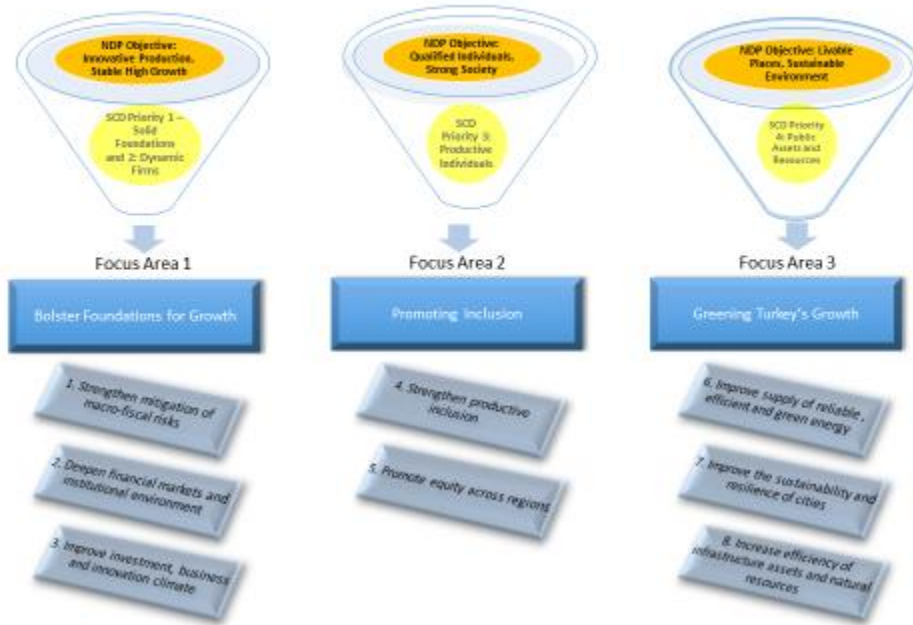 NDP Objective:
Innovative Production,
Stable High Growth
SCD Priority 1 –
Solid
Foundations
and 2: Dynamic
Firms
Focus Area 1
Bolster Foundations for Growth
1. Strengthen mitigation of
macro-fiscal risks
2. Deepen financial markets and
institutional environment
3. Improve investment, business
and innovation climate
NDP Objective:
Qualified Individuals,
Strong Society
SCD
Priority 3:
Productive
Individuals
Focus Area 2
Promoting Inclusion
4. Strengthen productive
inclusion
5. Promote equity across regions
NDP Objective: Livable
Places, Sustainable
Environment
SCD Priority
4: Public
Assets and
Resources
Focus Area 3
Greening Turkey's Growth
6. Improve supply of reliable ,
efficient and green energy
7. Improve the sustainability and
resilience of cities
8. Increase efficiency of
infrastructure assets and natural
resources